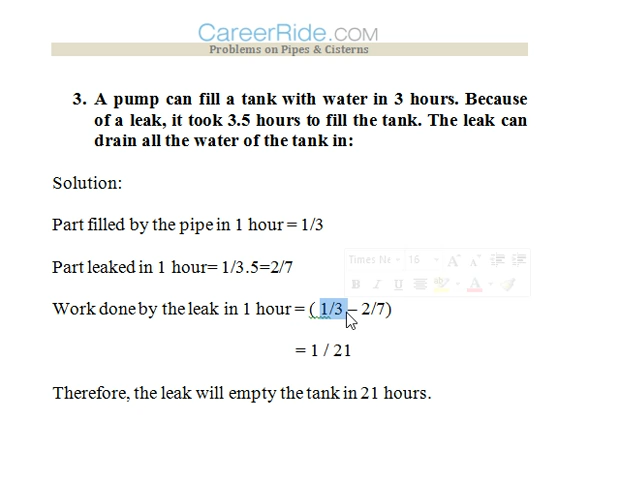 CareerRide.COM
Problems on Pipes & Cisterns
3. A pump can fill a tank with water in 3 hours. Because
of a leak, it took 3.5 hours to fill the tank. The leak can
drain all the water of the tank in:
Solution:
Part filled by the pipe in 1 hour = 1/3
Times Ne 16 A A
Part leaked in 1 hour= 1/3.5=2/7
B I U A
Work done by the leak in 1 hour = ( 1/3 – 2/7)
= 1 / 21
Therefore, the leak will empty the tank in 21 hours.